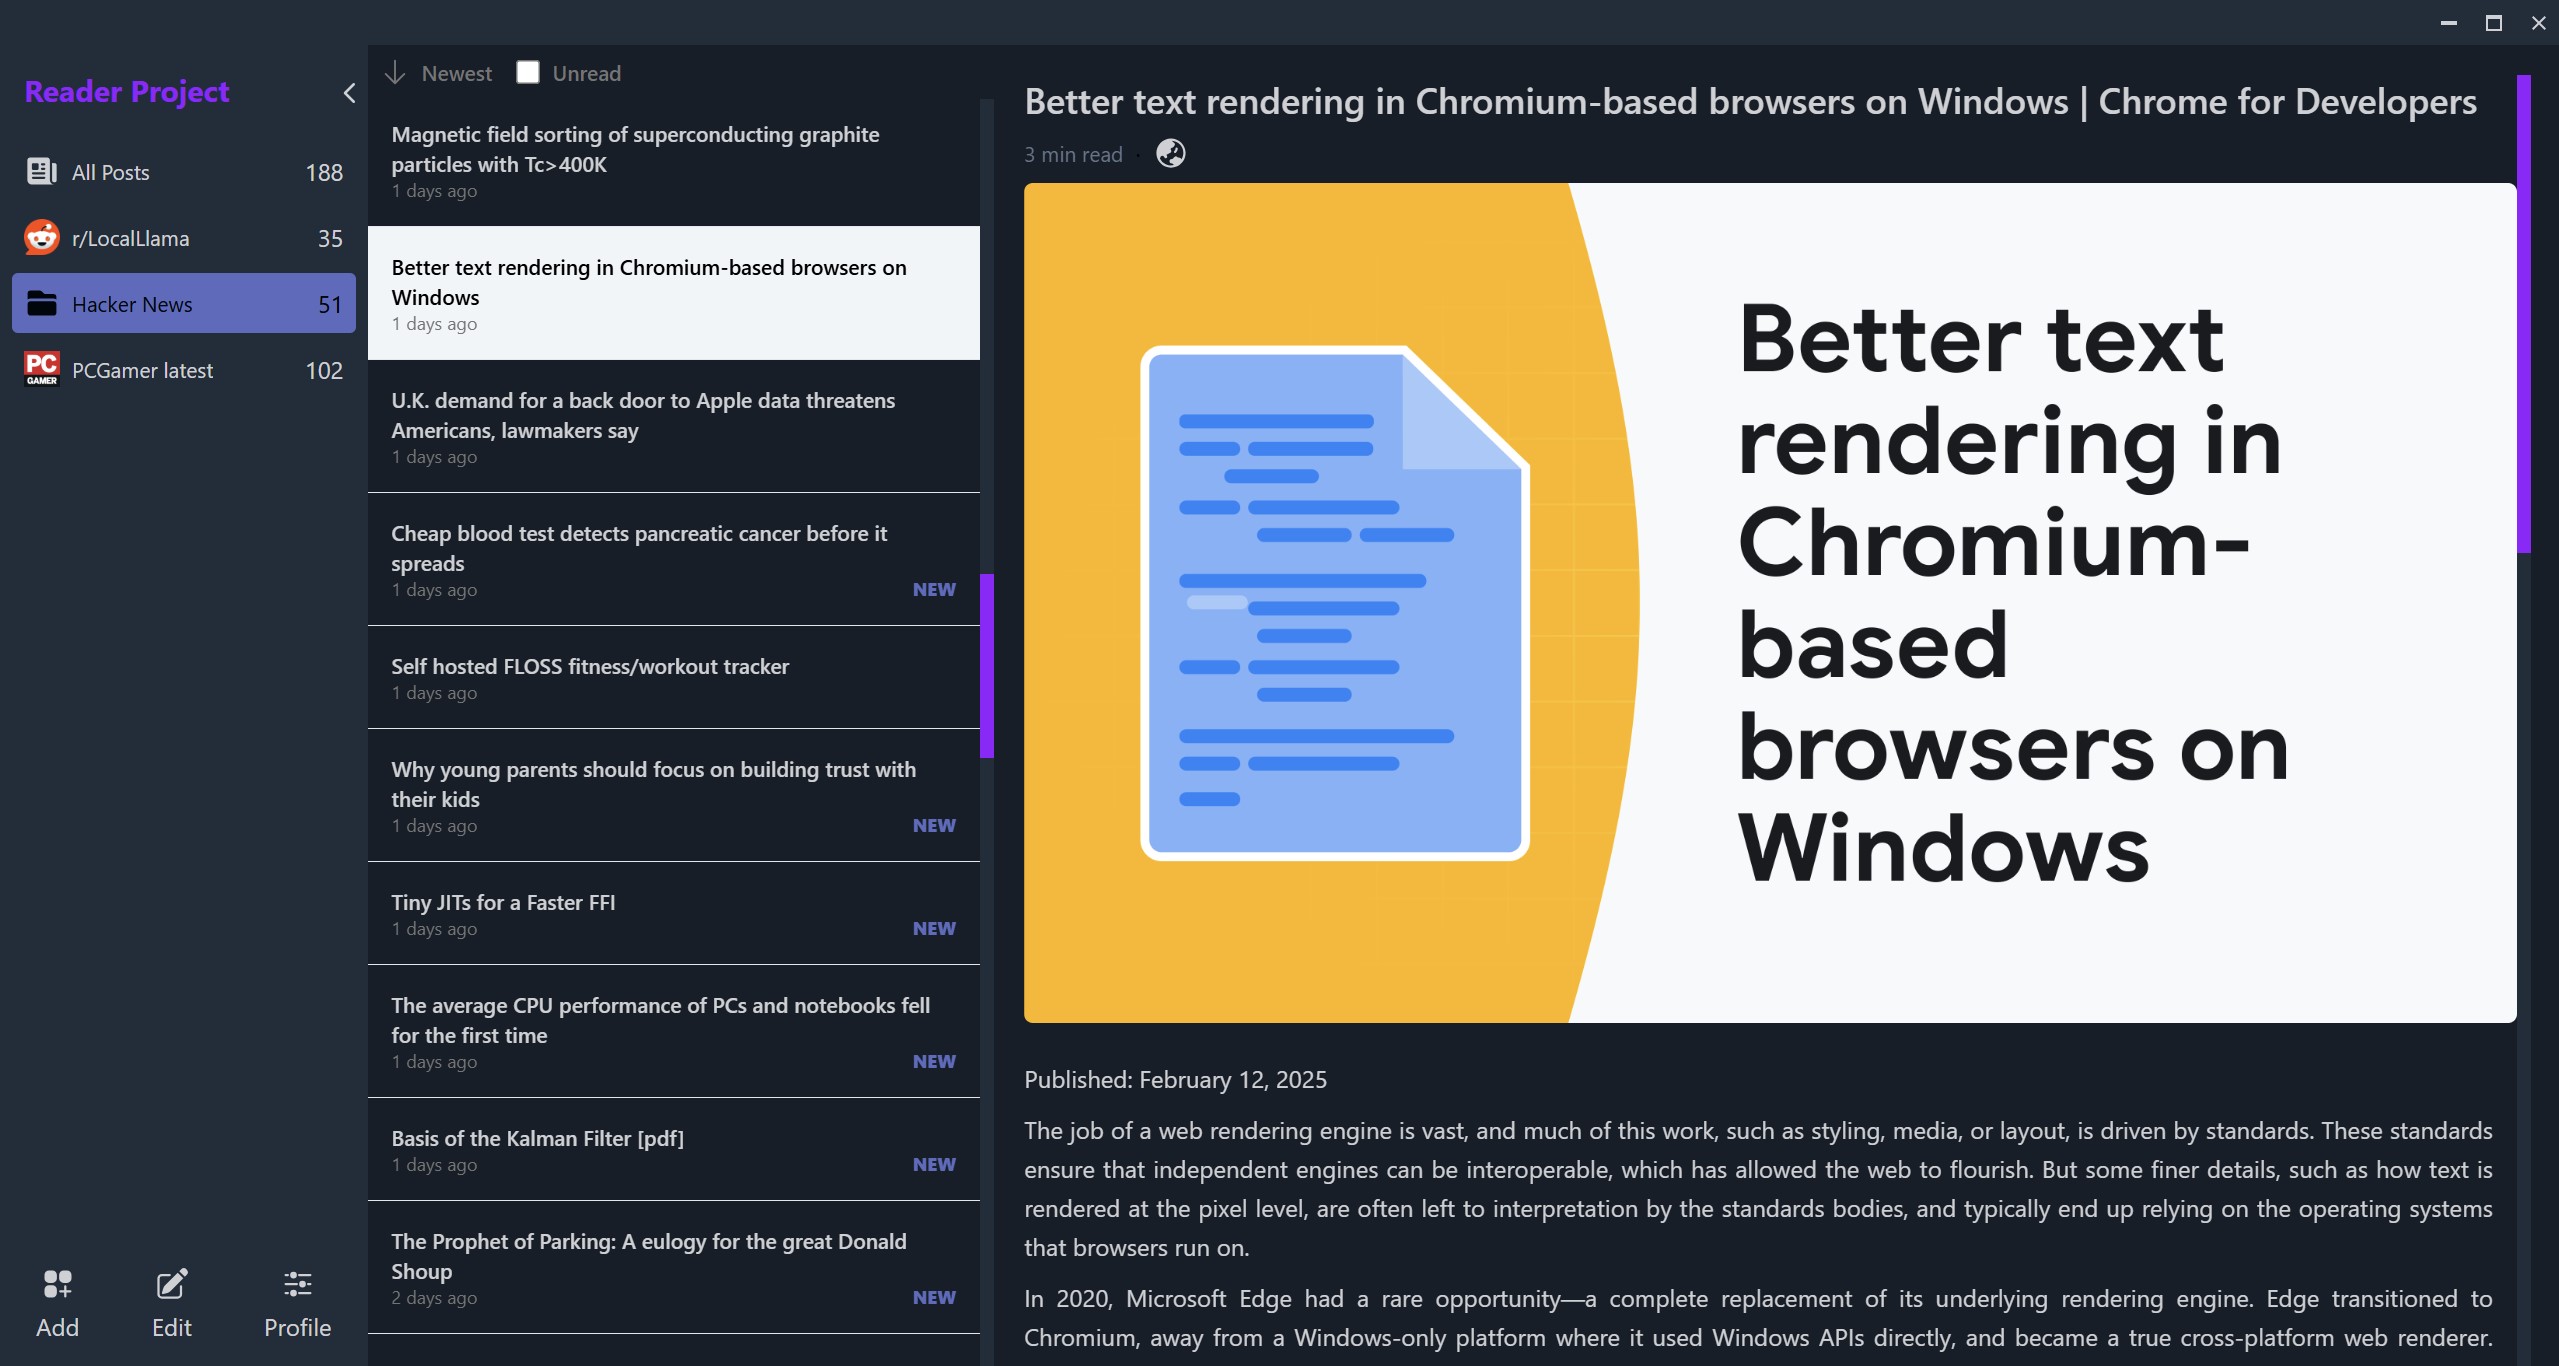 Reader Project
All Posts 188
r/LocalLlama 35
Hacker News 51
PC GAMER PCGamer latest 102
Add Edit Profile
Newest Unread
Magnetic field sorting of superconducting graphite
particles with Tc>400K
1 days ago
Better text rendering in Chromium-based browsers on
Windows
1 days ago
U.K. demand for a back door to Apple data threatens
Americans, lawmakers say
1 days ago
Cheap blood test detects pancreatic cancer before it
spreads
1 days ago NEW
Self hosted FLOSS fitness/workout tracker
1 days ago
Why young parents should focus on building trust with
their kids
1 days ago NEW
Tiny JITs for a Faster FFI
1 days ago NEW
The average CPU performance of PCs and notebooks fell
for the first time
1 days ago NEW
Basis of the Kalman Filter [pdf]
1 days ago NEW
The Prophet of Parking: A eulogy for the great Donald
Shoup
2 days ago NEW
Better text rendering in Chromium-based browsers on Windows | Chrome for Developers
3 min read ·
Better text
rendering in
Chromium-
based
browsers on
Windows
Published: February 12, 2025
The job of a web rendering engine is vast, and much of this work, such as styling, media, or layout, is driven by standards. These standards
ensure that independent engines can be interoperable, which has allowed the web to flourish. But some finer details, such as how text is
rendered at the pixel level, are often left to interpretation by the standards bodies, and typically end up relying on the operating systems
that browsers run on.
In 2020, Microsoft Edge had a rare opportunity—a complete replacement of its underlying rendering engine. Edge transitioned to
Chromium, away from a Windows-only platform where it used Windows APIs directly, and became a true cross-platform web renderer.